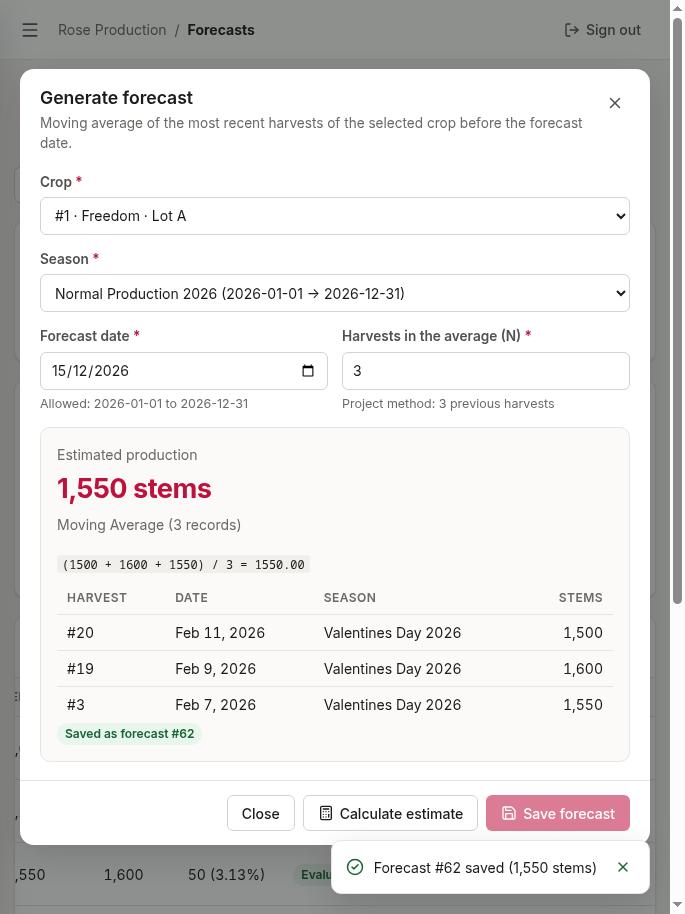 Rose Production / Forecasts
Sign out
Generate forecast
Moving average of the most recent harvests of the selected crop before the forecast
date.
Crop *
#1 · Freedom · Lot A
Season *
Normal Production 2026 (2026-01-01 → 2026-12-31)
Forecast date *
Harvests in the average (N) *
15/12/2026
3
Allowed: 2026-01-01 to 2026-12-31
Project method: 3 previous harvests
Estimated production
1,550 stems
Moving Average (3 records)
(1500 + 1600 + 1550) / 3 = 1550.00
HARVEST DATE SEASON STEMS
#20 Feb 11, 2026 Valentines Day 2026 1,500
#19 Feb 9, 2026 Valentines Day 2026 1,600
#3 Feb 7, 2026 Valentines Day 2026 1,550
Saved as forecast #62
Close
Calculate estimate
Save forecast
,550 1,600 50 (3.13%)
Forecast #62 saved (1,550 stems)